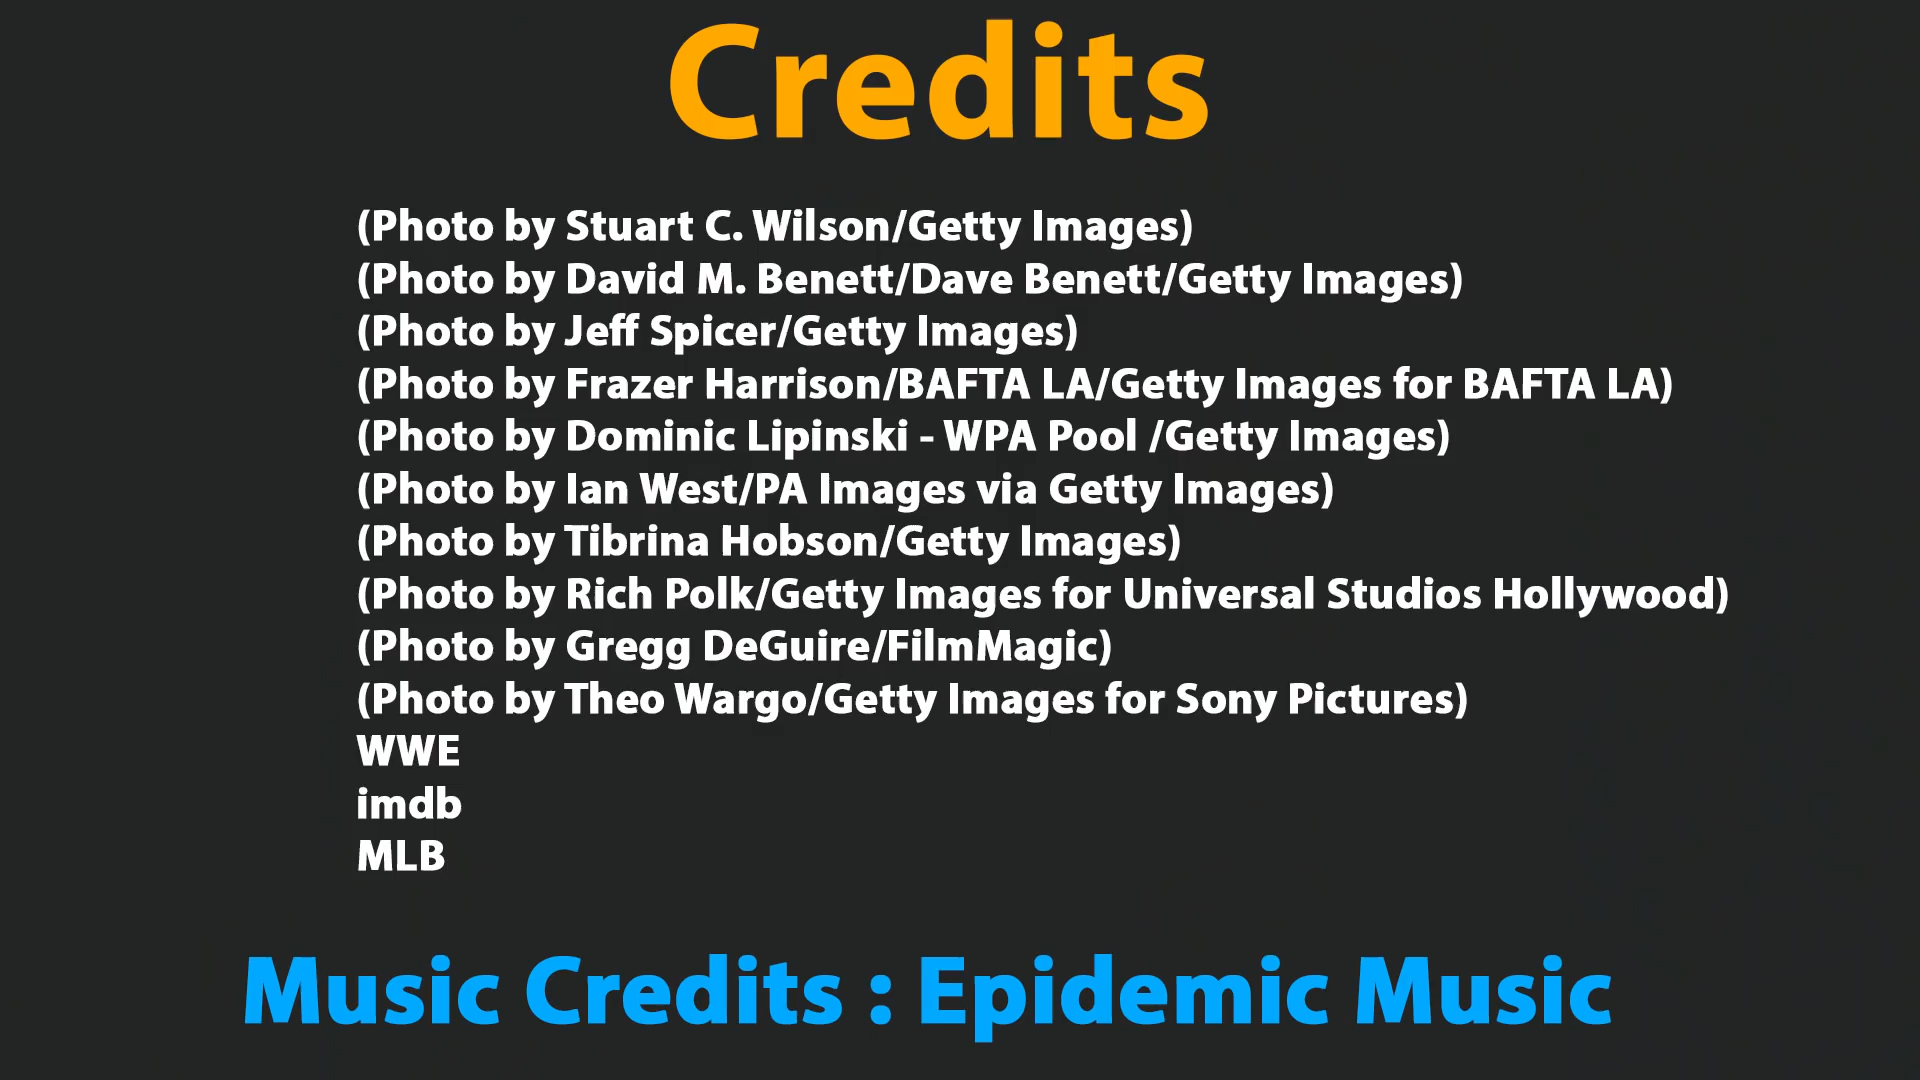 Credits
(Photo by Stuart C. Wilson/Getty Images)
(Photo by David M. Benett/Dave Benett/Getty Images)
(Photo by Jeff Spicer/Getty Images)
(Photo by Frazer Harrison/BAFTA LA/Getty Images for BAFTA LA)
(Photo by Dominic Lipinski - WPA Pool /Getty Images)
(Photo by Ian West/PA Images via Getty Images)
(Photo by Tibrina Hobson/Getty Images)
(Photo by Rich Polk/Getty Images for Universal Studios Hollywood)
(Photo by Gregg DeGuire/FilmMagic)
(Photo by Theo Wargo/Getty Images for Sony Pictures)
WWE
imdb
MLB
Music Credits : Epidemic Music